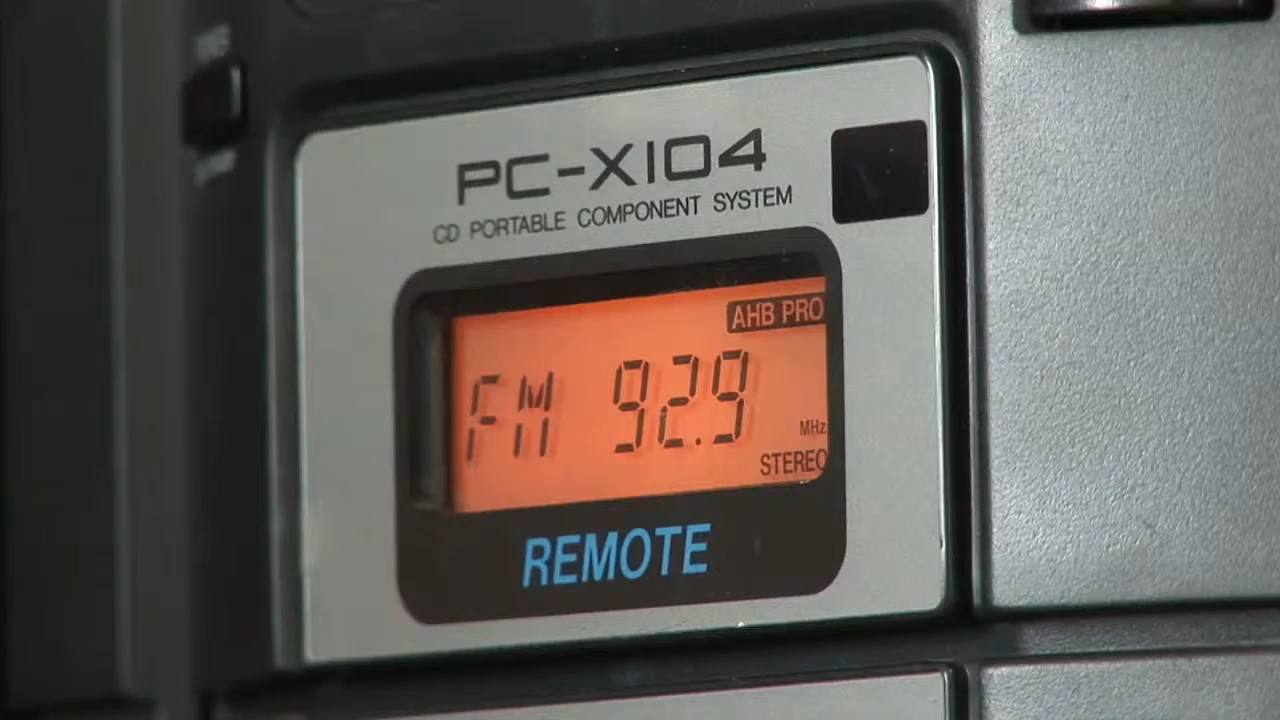 PC-X104
CD PORTABLE COMPONENT SYSTEM
AHB PRO
FM 92.9
MHz
STEREO
REMOTE